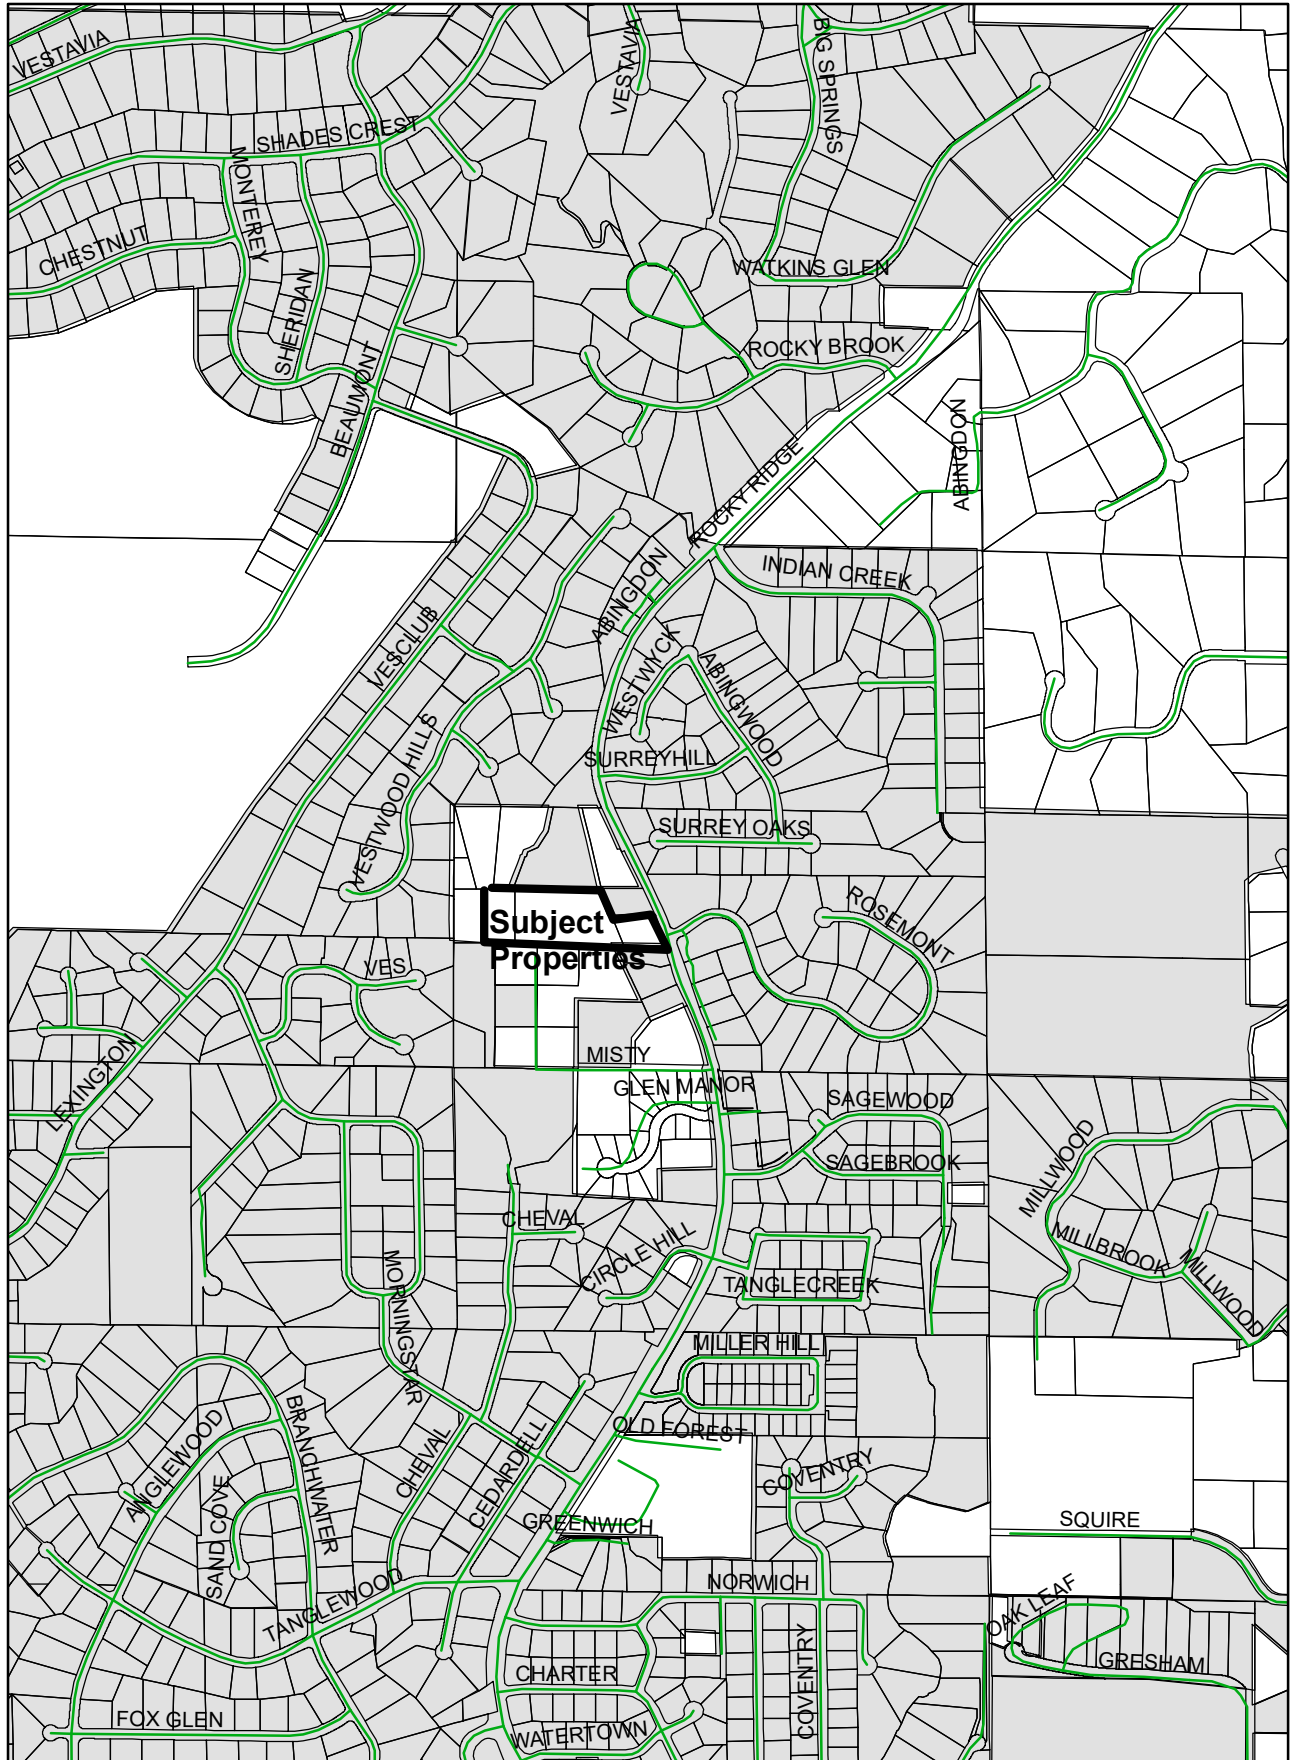 VESTAVIA
VESTAVIA
BIG SPRINGS
SHADES CREST
MONTEREY
CHESTNUT
SHERIDAN
WATKINS GLEN
BEAUMONT
ROCKY BROOK
ABINGDON
ROCKY RIDGE
INDIAN CREEK
ABINGDON
VESCLUB
WESTWYCK
ABINGWOOD
VESTWOOD HILLS
SURREYHILL
SURREY OAKS
Subject
Properties
ROSEMONT
VES
LEXINGTON
MISTY
GLEN MANOR
SAGEWOOD
SAGEBROOK
MILLWOOD
CHEVAL
CIRCLE HILL
MILLBROOK
MILLWOOD
MORNINGSTAR
TANGLECREEK
MILLER HILL
ANGLEWOOD
BRANCHWATER
CHEVAL
CEDARDELL
OLD FOREST
COVENTRY
SAND COVE
GREENWICH
SQUIRE
TANGLEWOOD
NORWICH
OAK LEAF
CHARTER
COVENTRY
GRESHAM
FOX GLEN
WATERTOWN